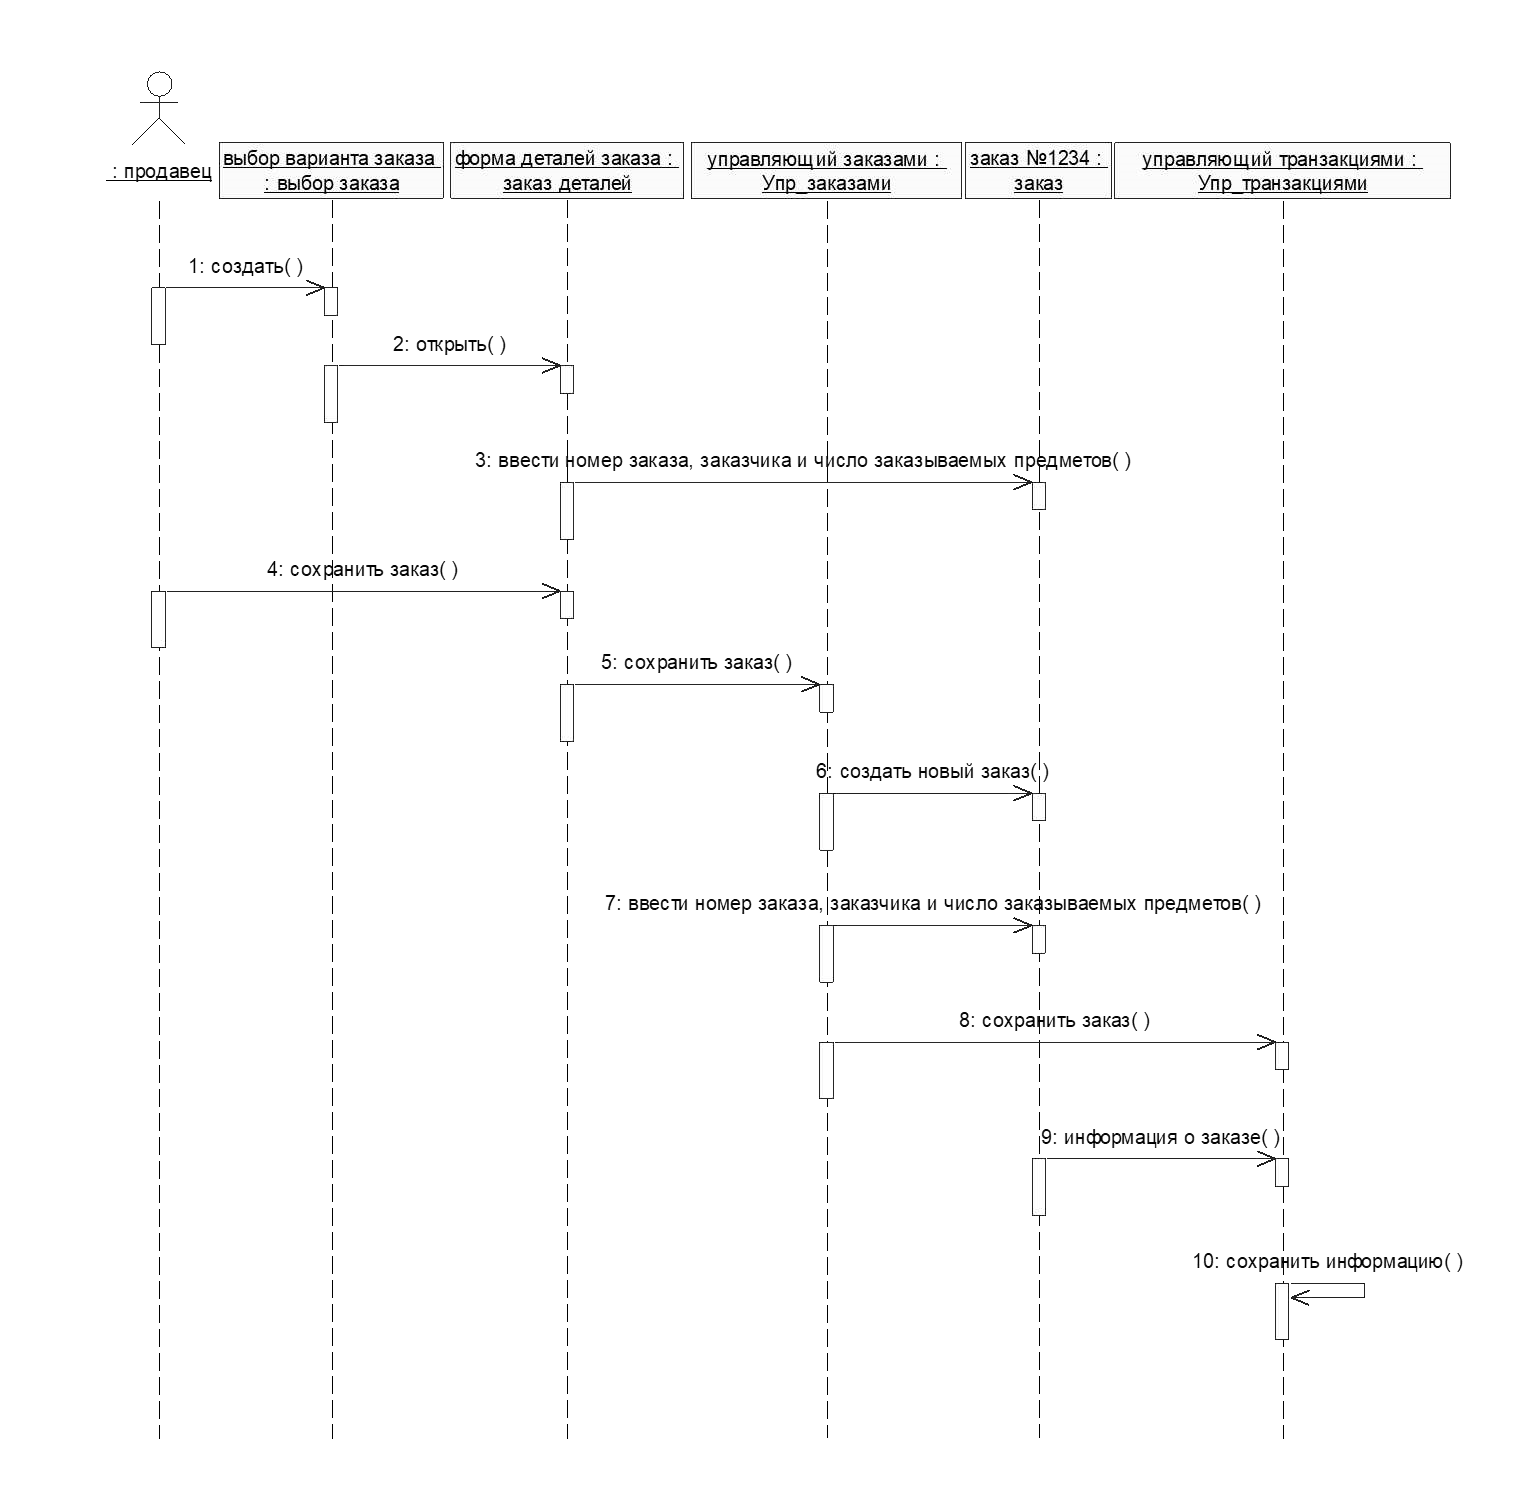 : продавец
выбор варианта заказа
: выбор заказа
форма деталей заказа :
заказ деталей
управляющий заказами :
Упр_заказами
заказ №1234 :
заказ
управляющий транзакциями :
Упр_транзакциями
1: создать( )
2: открыть( )
3: ввести номер заказа, заказчика и число заказываемых предметов( )
4: сохранить заказ( )
5: сохранить заказ( )
6: создать новый заказ( )
7: ввести номер заказа, заказчика и число заказываемых предметов( )
8: сохранить заказ( )
9: информация о заказе( )
10: сохранить информацию( )